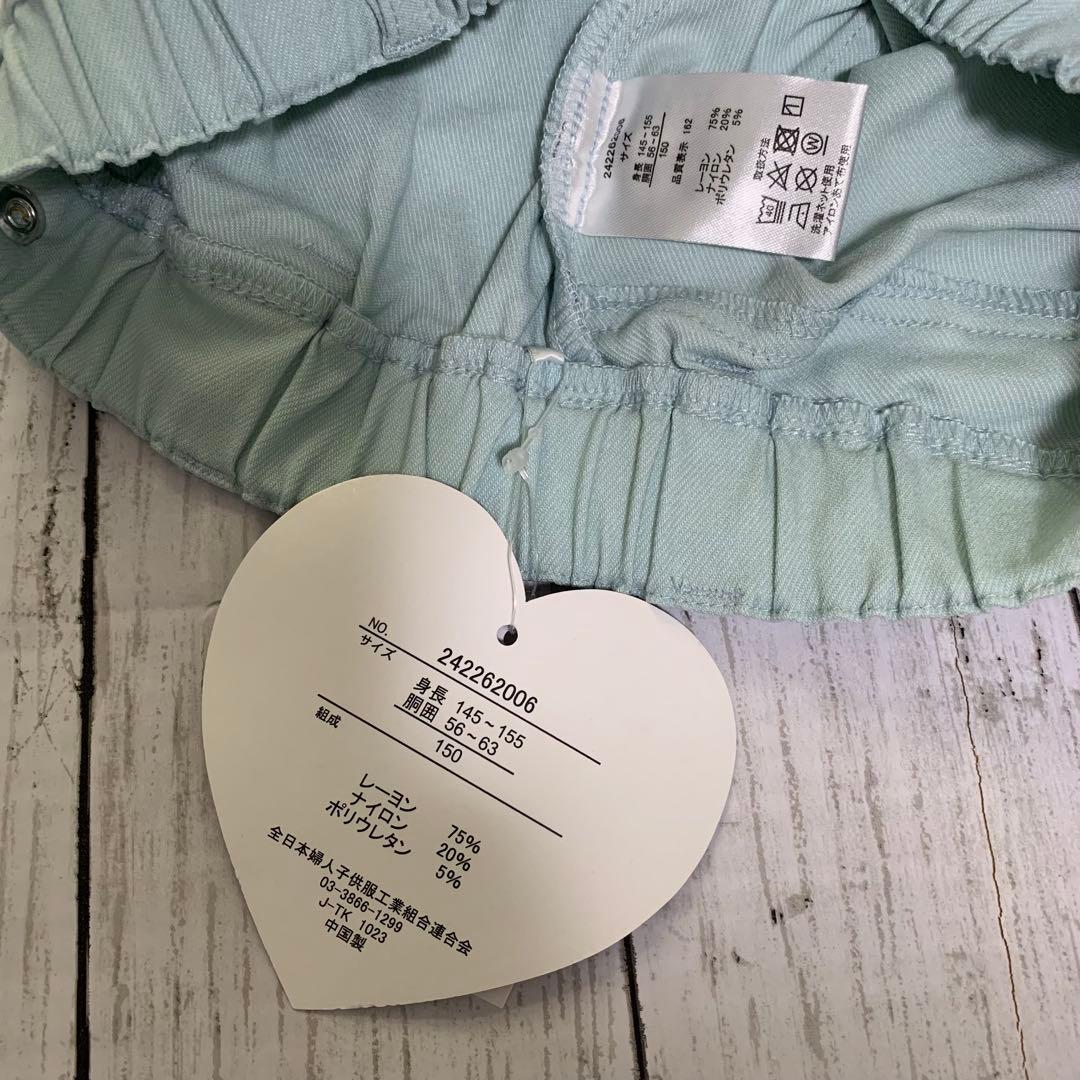 242262006
サイズ
身長 145~155
胴囲 56~63
150
品質表示 162
レーヨン 75%
ナイロン 20%
ポリウレタン 5%
取扱方法
40
W
洗濯ネット使用
アイロンあて布使用
NO. 242262006
サイズ
身長 145~155
胴囲 56~63
150
組成
レーヨン 75%
ナイロン 20%
ポリウレタン 5%
全日本婦人子供服工業組合連合会
03-3866-1299
J-TK 1023
中国製